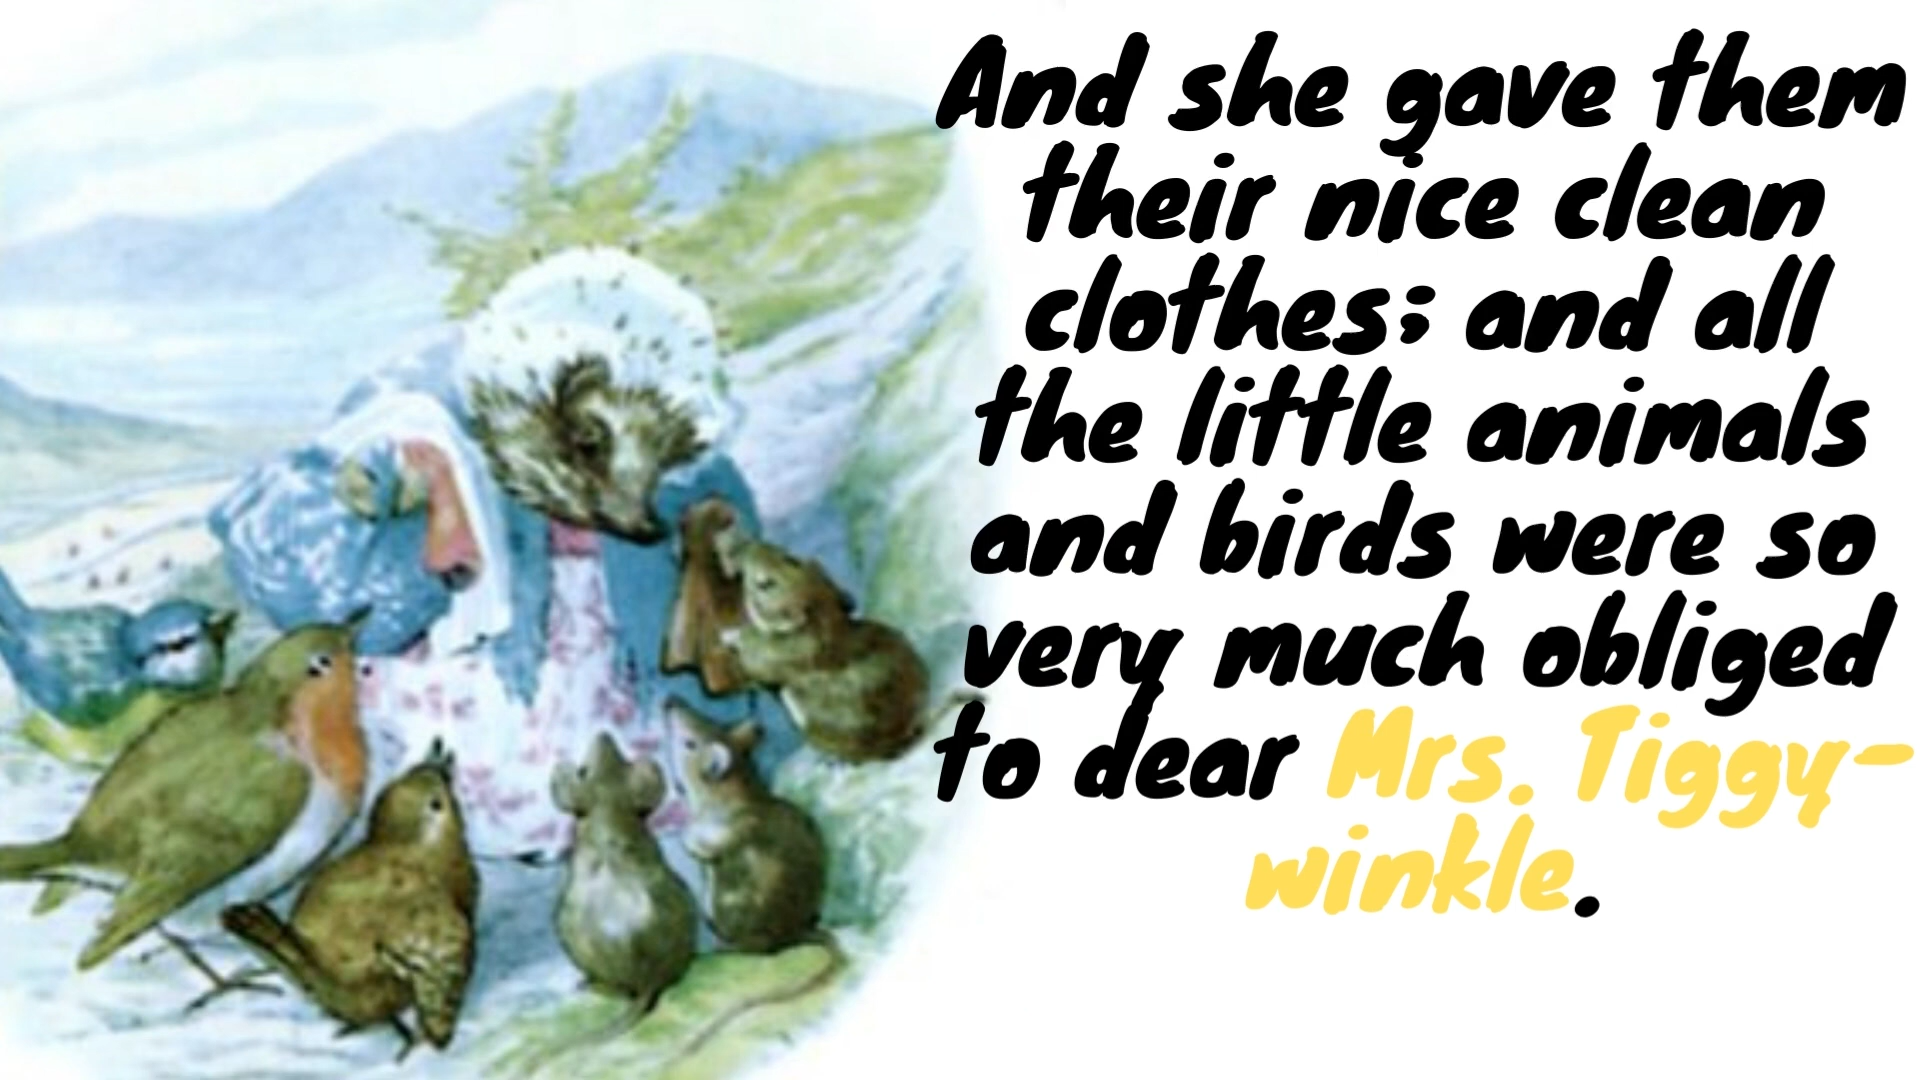 And she gave them
their nice clean
clothes; and all
the little animals
and birds were so
very much obliged
to dear Mrs. Tiggy-
winkle.